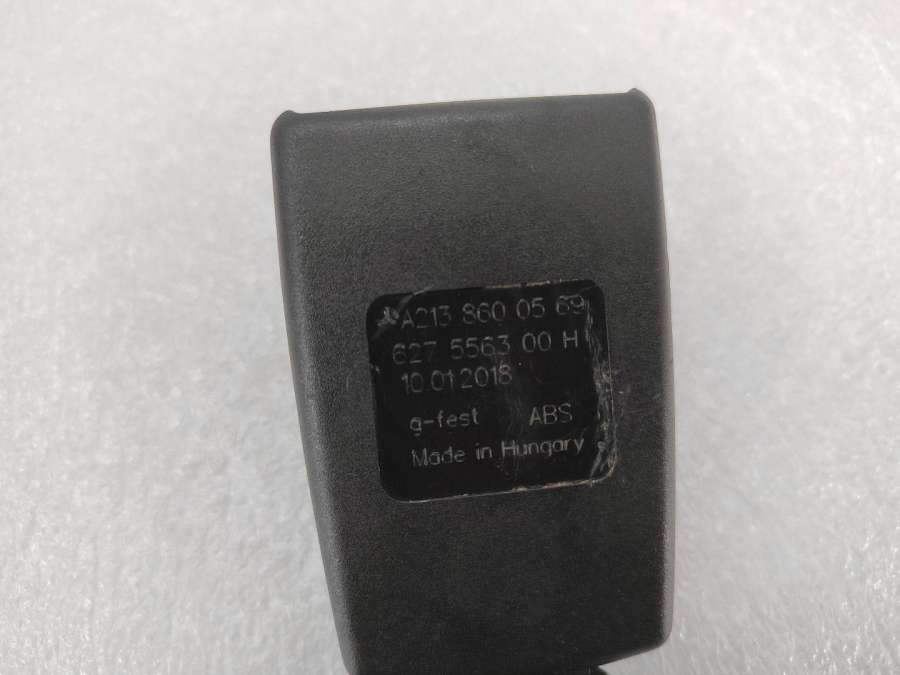 A213 860 05 69
627 5563 00 H
10.01.2018
g-fest ABS
Made in Hungary